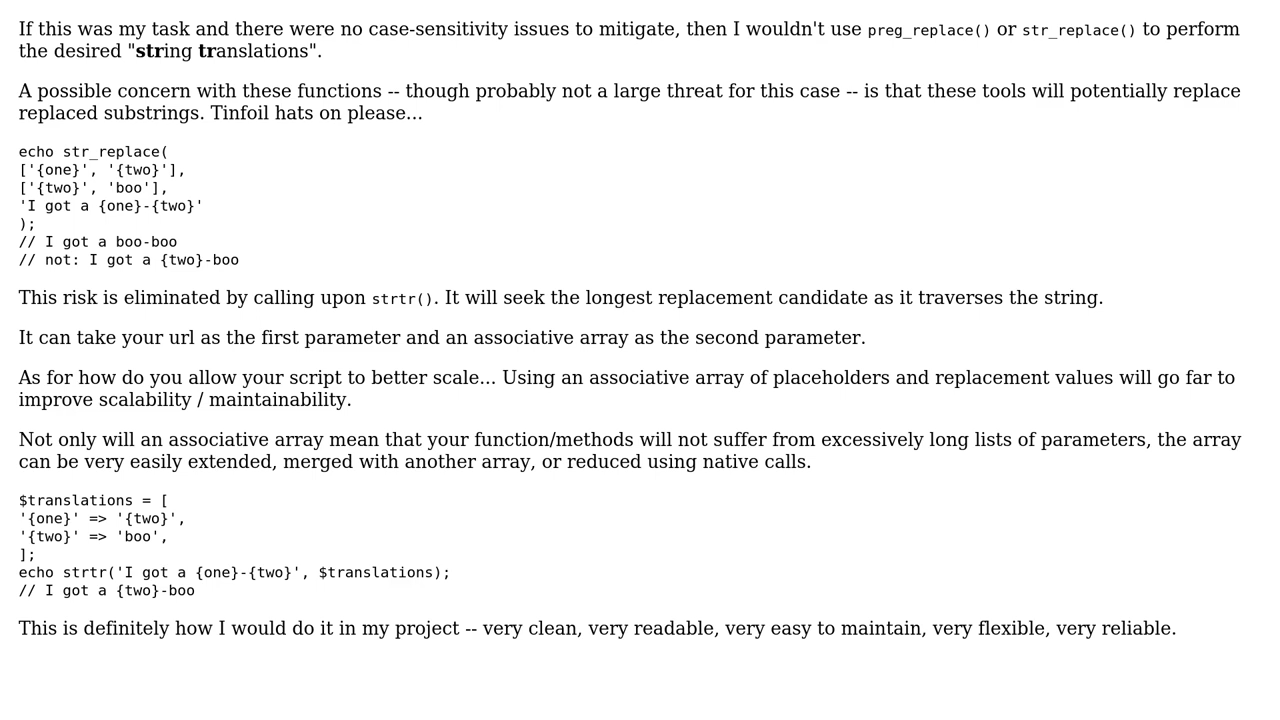 If this was my task and there were no case-sensitivity issues to mitigate, then I wouldn't use preg_replace() or str_replace() to perform
the desired "string translations".
A possible concern with these functions -- though probably not a large threat for this case -- is that these tools will potentially replace
replaced substrings. Tinfoil hats on please...
echo str_replace(
['{one}', '{two}'],
['{two}', 'boo'],
'I got a {one}-{two}'
);
// I got a boo-boo
// not: I got a {two}-boo
This risk is eliminated by calling upon strtr(). It will seek the longest replacement candidate as it traverses the string.
It can take your url as the first parameter and an associative array as the second parameter.
As for how do you allow your script to better scale... Using an associative array of placeholders and replacement values will go far to
improve scalability / maintainability.
Not only will an associative array mean that your function/methods will not suffer from excessively long lists of parameters, the array
can be very easily extended, merged with another array, or reduced using native calls.
$translations = [
'{one}' => '{two}',
'{two}' => 'boo',
];
echo strtr('I got a {one}-{two}', $translations);
// I got a {two}-boo
This is definitely how I would do it in my project -- very clean, very readable, very easy to maintain, very flexible, very reliable.